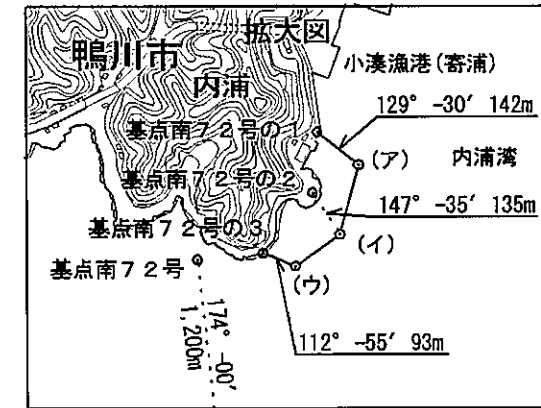 拡大図
鴨川市
小湊漁港(寄浦)
内浦
129° -30′ 142m
基点南72号の1
(ア) 内浦湾
基点南72号の2
147° -35′ 135m
基点南72号の3
(イ)
基点南72号
(ウ)
174° -00′
1,200m
112° -55′ 93m